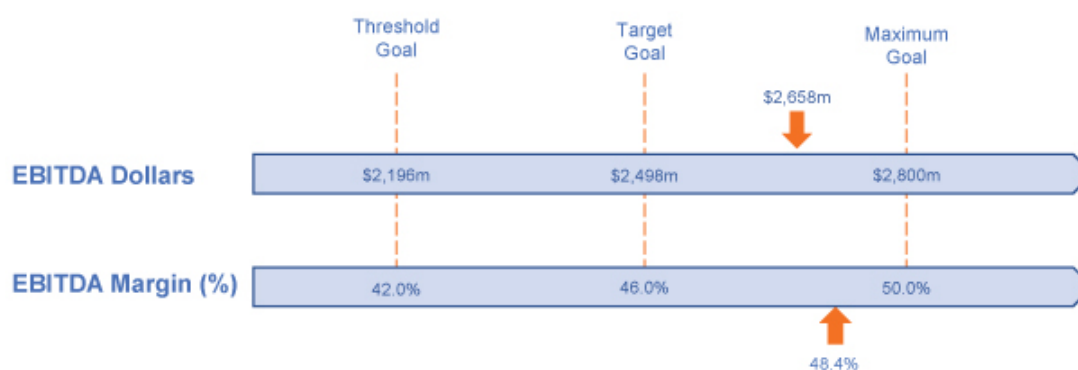 Threshold
Goal
Target
Goal
Maximum
Goal
$2,658m
EBITDA Dollars
$2,196m
$2,498m
$2,800m
EBITDA Margin (%)
42.0%
46.0%
50.0%
48.4%